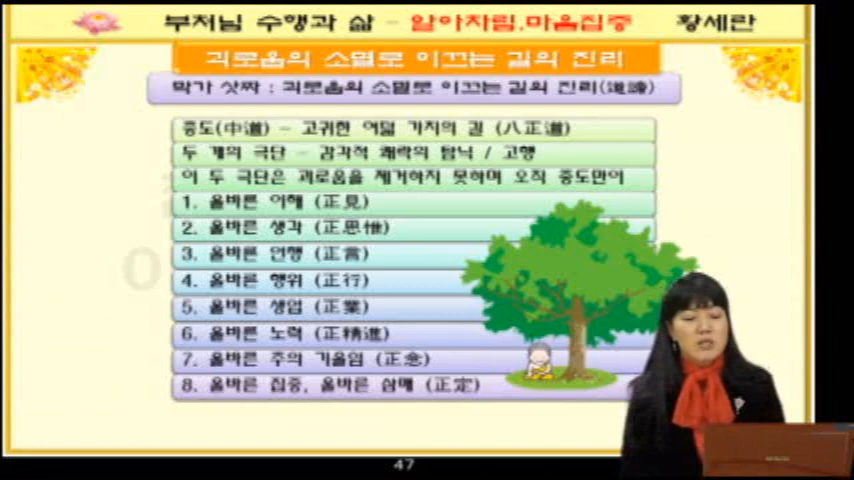 부처님 수행과 삶 - 알아차림.마음집중 황세란
괴로움의 소멸로 이끄는 길의 진리
막가 삿짜 : 괴로움의 소멸로 이끄는 길의 진리(道諦)
중도(中道) - 고귀한 여덟 가지의 길 (八正道)
두 개의 극단 - 감각적 쾌락의 탐닉 / 고행
이 두 극단은 괴로움을 제거하지 못하며 오직 중도만이
1. 올바른 이해 (正見)
2. 올바른 생각 (正思惟)
3. 올바른 언행 (正言)
4. 올바른 행위 (正行)
5. 올바른 생업 (正業)
6. 올바른 노력 (正精進)
7. 올바른 주의 기울임 (正念)
8. 올바른 집중, 올바른 삼매 (正定)
47